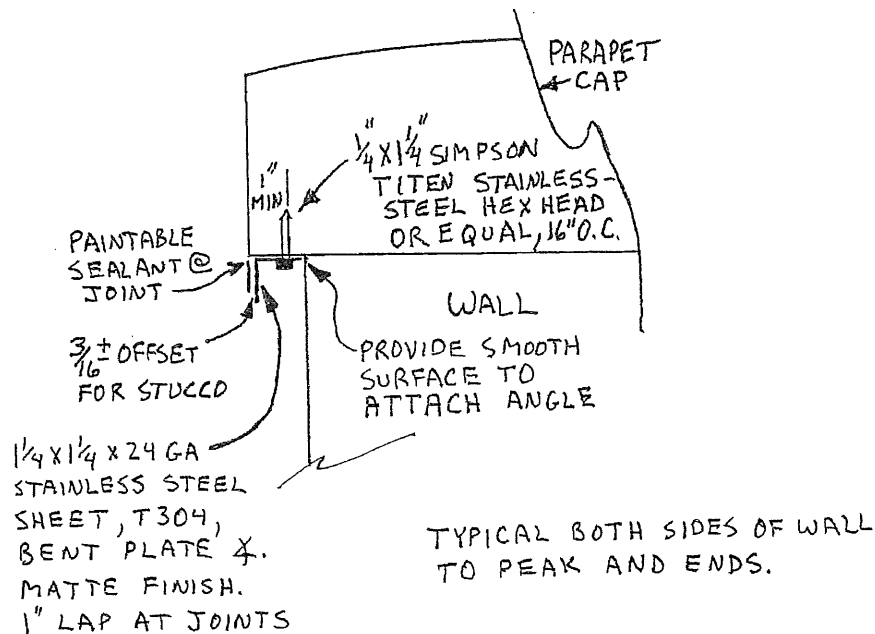 PARAPET
CAP
1/4" X 1 1/4" SIMPSON
TITEN STAINLESS-
STEEL HEX HEAD
OR EQUAL, 16" O.C.
1"
MIN
PAINTABLE
SEALANT @
JOINT
WALL
3/16 ± OFFSET
FOR STUCCO
PROVIDE SMOOTH
SURFACE TO
ATTACH ANGLE
1 1/4 X 1 1/4 X 24 GA
STAINLESS STEEL
SHEET, T304,
BENT PLATE ∠.
MATTE FINISH.
1" LAP AT JOINTS
TYPICAL BOTH SIDES OF WALL
TO PEAK AND ENDS.